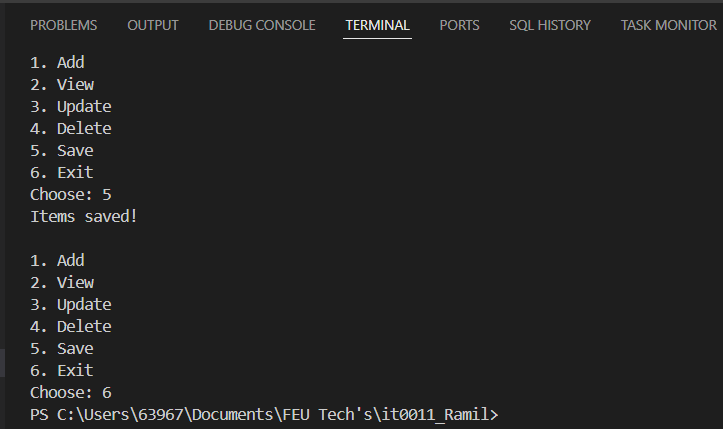 PROBLEMS OUTPUT DEBUG CONSOLE TERMINAL PORTS SQL HISTORY TASK MONITOR
1. Add
2. View
3. Update
4. Delete
5. Save
6. Exit
Choose: 5
Items saved!
1. Add
2. View
3. Update
4. Delete
5. Save
6. Exit
Choose: 6
PS C:\Users\63967\Documents\FEU Tech's\it0011_Ramil>